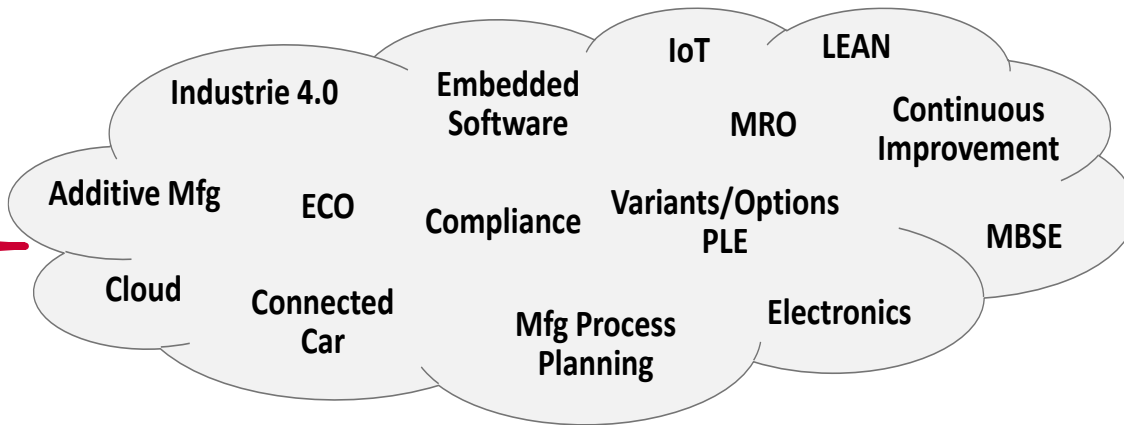 IoT
LEAN
Industrie 4.0
Embedded
Software
MRO
Continuous
Improvement
Additive Mfg
ECO
Compliance
Variants/Options
PLE
MBSE
Cloud
Connected
Car
Mfg Process
Planning
Electronics